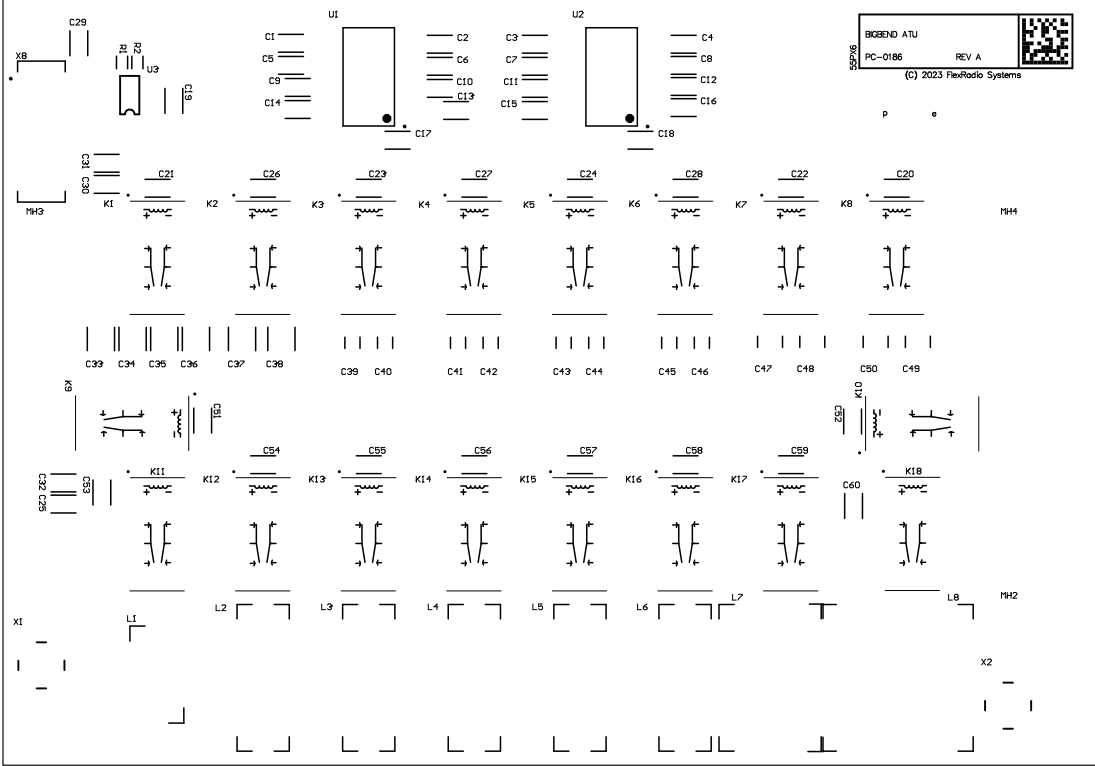 C29
U1
U2
C1
C2
C3
C4
BIGBEND ATU
X8
R1
R2
C5
C6
C7
C8
55PX6
PC-0186 REV A
U3
C9
C10
C11
C12
(C) 2023 FlexRadio Systems
C19
C14
C13
C15
C16
p e
C17
C18
C31
C30
C21
C26
C23
C27
C24
C28
C22
C20
MH3
K1
K2
K3
K4
K5
K6
K7
K8
MH4
C33
C34
C35
C36
C37
C38
C39
C40
C41
C42
C43
C44
C45
C46
C47
C48
C50
C49
K9
C51
C52
K10
C54
C55
C56
C57
C58
C59
C32
C25
C53
K11
K12
K13
K14
K15
K16
K17
C60
K18
MH2
X1
L1
L2
L3
L4
L5
L6
L7
L8
X2